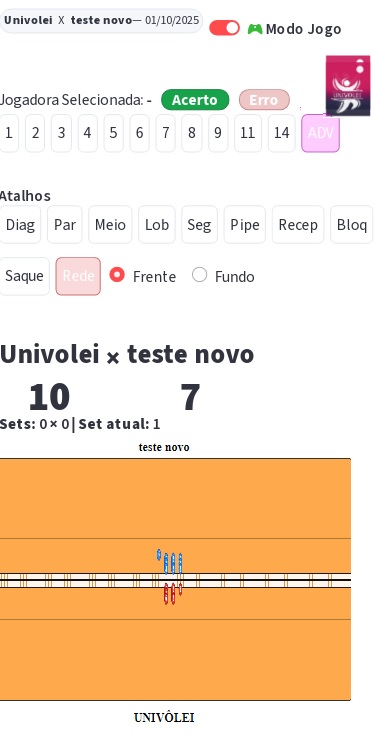 Univolei X teste novo— 01/10/2025
Modo Jogo
UNIVÔLEI
Jogadora Selecionada: - Acerto Erro
1 2 3 4 5 6 7 8 9 11 14 ADV
Atalhos
Diag Par Meio Lob Seg Pipe Recep Bloq
Saque Rede Frente Fundo
Univolei × teste novo
10 7
Sets: 0 × 0 | Set atual: 1
teste novo
UNIVÔLEI